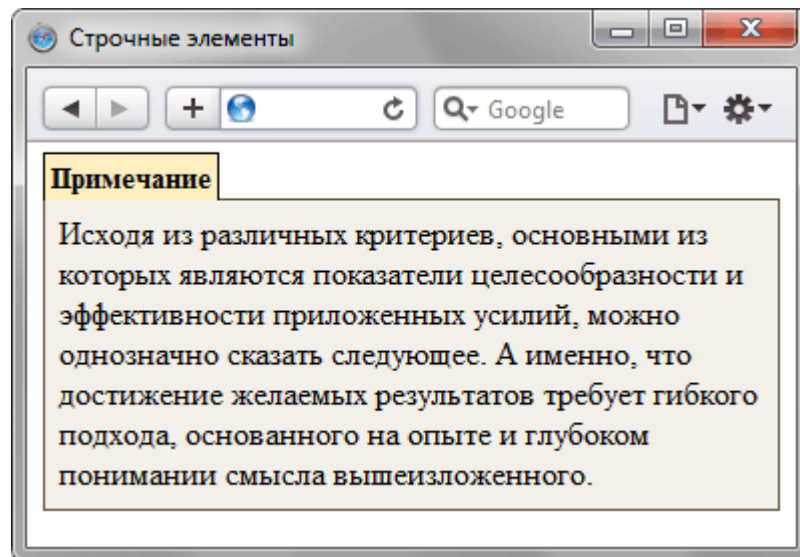 Строчные элементы
Google
Примечание
Исходя из различных критериев, основными из
которых являются показатели целесообразности и
эффективности приложенных усилий, можно
однозначно сказать следующее. А именно, что
достижение желаемых результатов требует гибкого
подхода, основанного на опыте и глубоком
понимании смысла вышеизложенного.